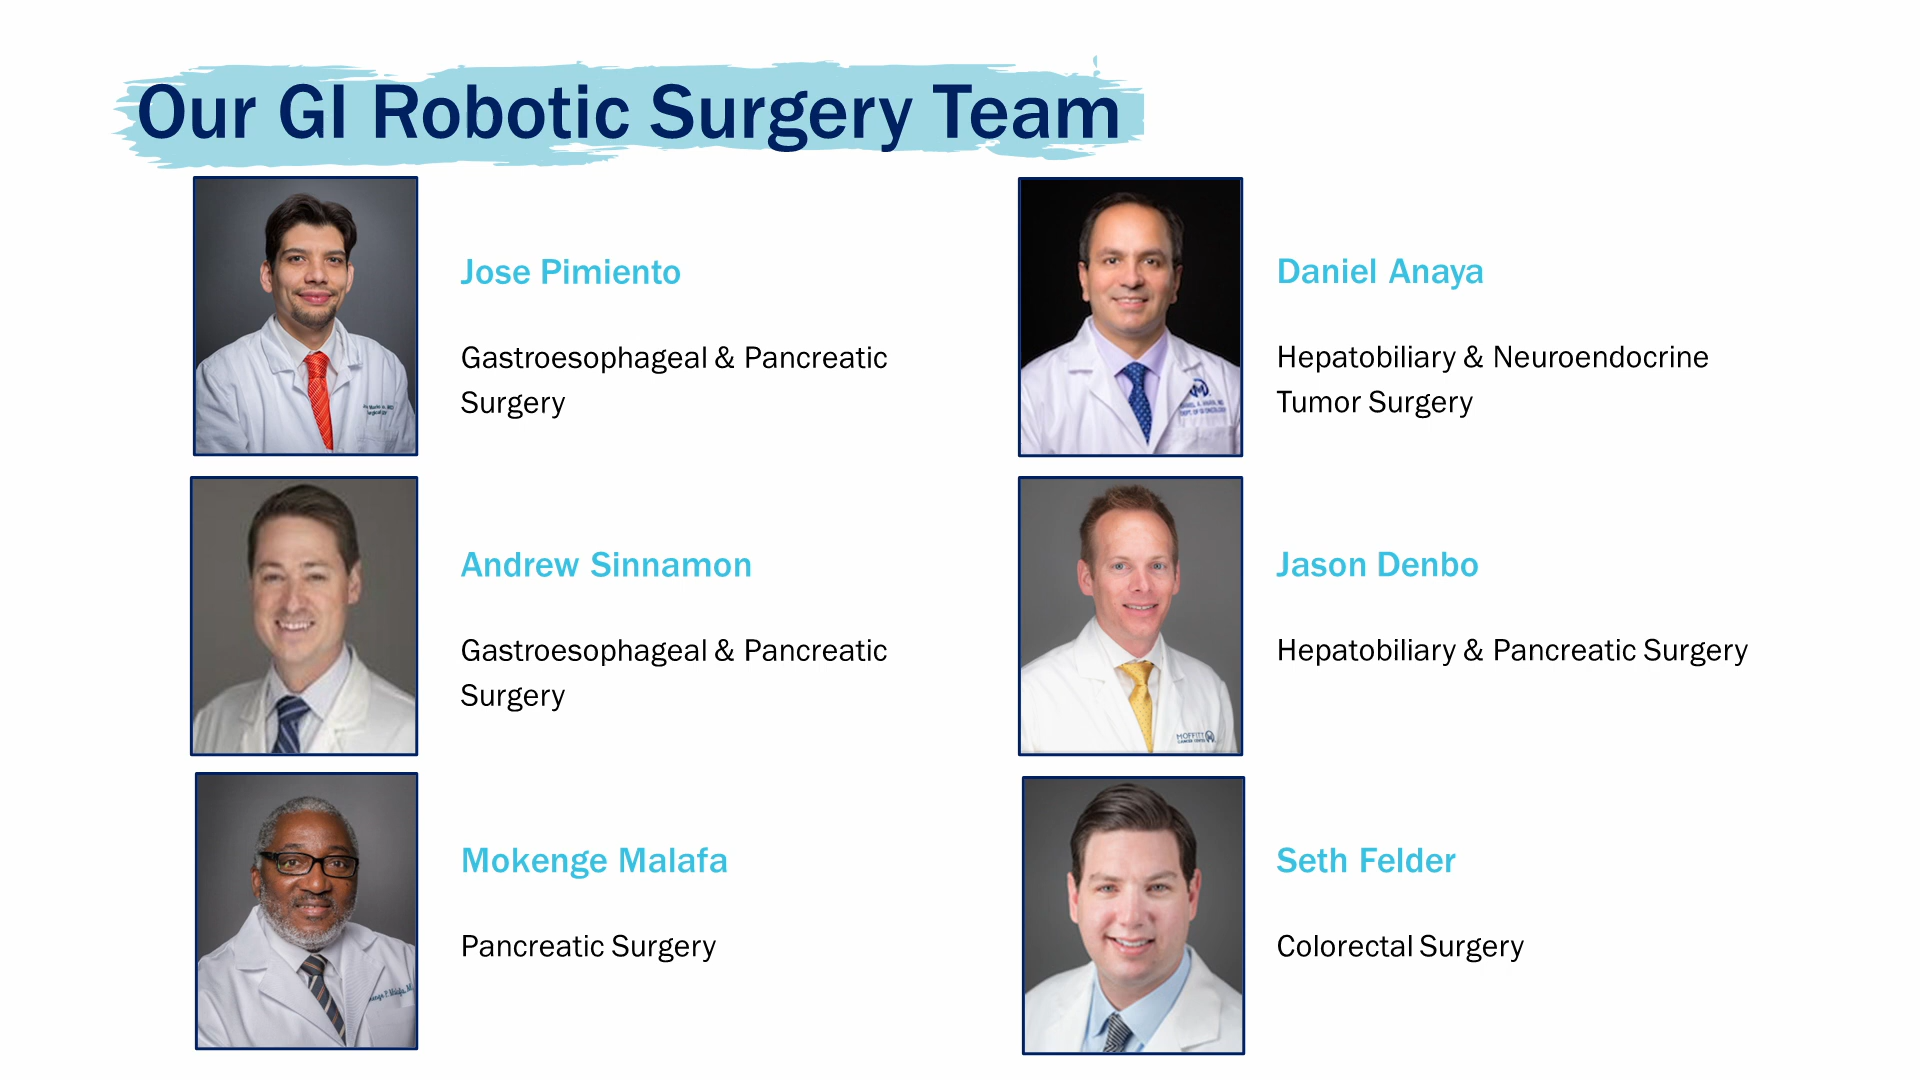 Our GI Robotic Surgery Team
Jose Pimiento
Gastroesophageal & Pancreatic
Surgery
Daniel Anaya
Hepatobiliary & Neuroendocrine
Tumor Surgery
Andrew Sinnamon
Gastroesophageal & Pancreatic
Surgery
Jason Denbo
Hepatobiliary & Pancreatic Surgery
MOFFITT
Mokenge Malafa
Pancreatic Surgery
Seth Felder
Colorectal Surgery